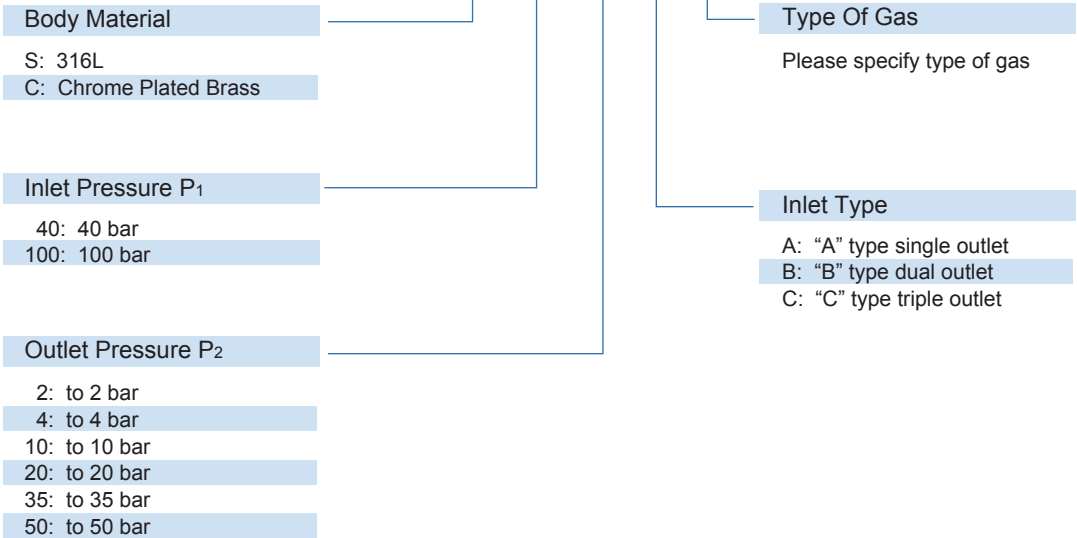 Body Material
S: 316L
C: Chrome Plated Brass
Inlet Pressure P1
40: 40 bar
100: 100 bar
Outlet Pressure P2
2: to 2 bar
4: to 4 bar
10: to 10 bar
20: to 20 bar
35: to 35 bar
50: to 50 bar
Type Of Gas
Please specify type of gas
Inlet Type
A: “A” type single outlet
B: “B” type dual outlet
C: “C” type triple outlet